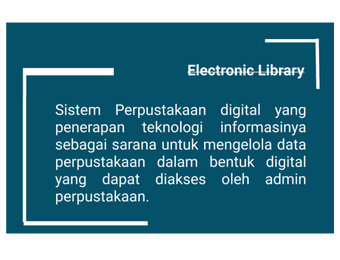 Electronic Library
Sistem Perpustakaan digital yang
penerapan teknologi informasinya
sebagai sarana untuk mengelola data
perpustakaan dalam bentuk digital
yang dapat diakses oleh admin
perpustakaan.